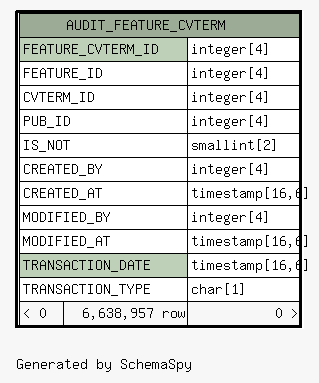 AUDIT_FEATURE_CVTERM
FEATURE_CVTERM_ID integer[4]
FEATURE_ID integer[4]
CVTERM_ID integer[4]
PUB_ID integer[4]
IS_NOT smallint[2]
CREATED_BY integer[4]
CREATED_AT timestamp[16,6]
MODIFIED_BY integer[4]
MODIFIED_AT timestamp[16,6]
TRANSACTION_DATE timestamp[16,6]
TRANSACTION_TYPE char[1]
< 0 6,638,957 row 0 >
Generated by SchemaSpy